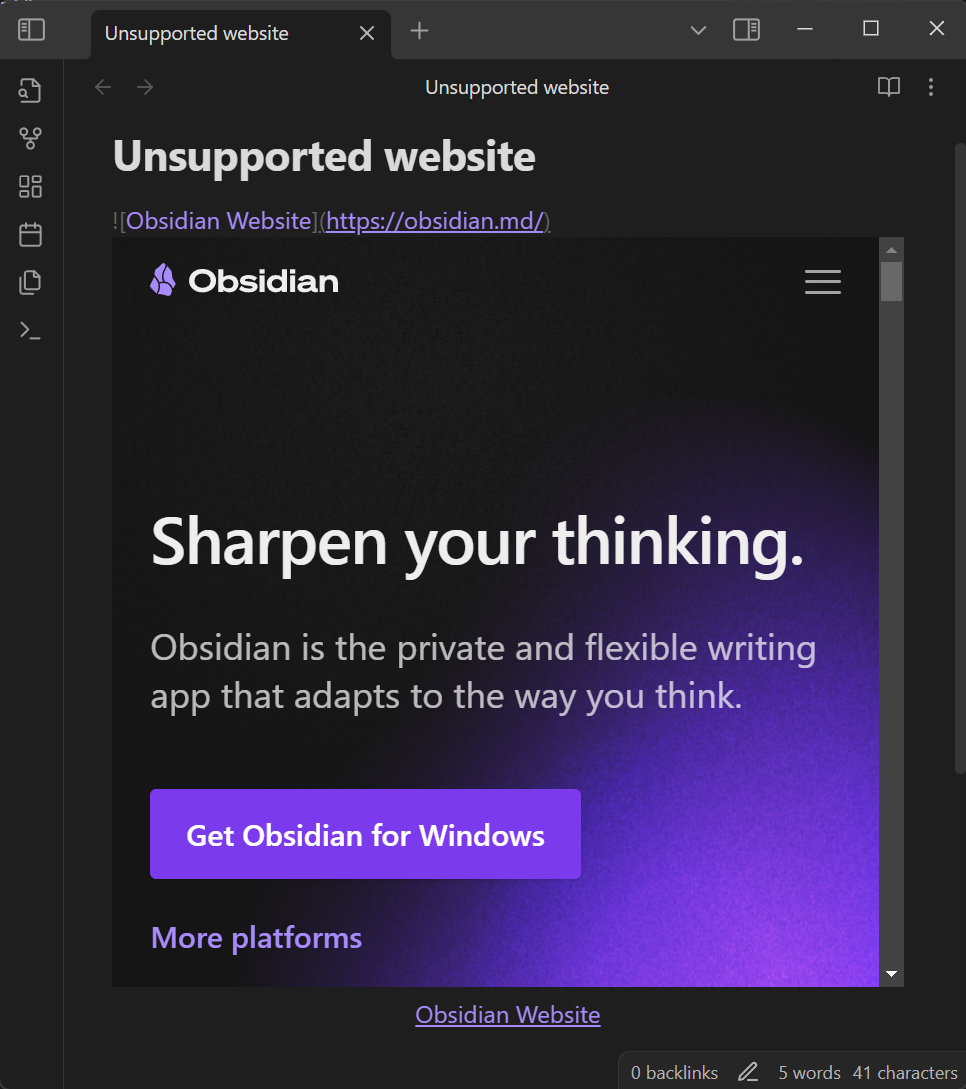 Unsupported website
Unsupported website
Unsupported website
![Obsidian Website](https://obsidian.md/)
Obsidian
Sharpen your thinking.
Obsidian is the private and flexible writing
app that adapts to the way you think.
Get Obsidian for Windows
More platforms
Obsidian Website
0 backlinks 5 words 41 characters